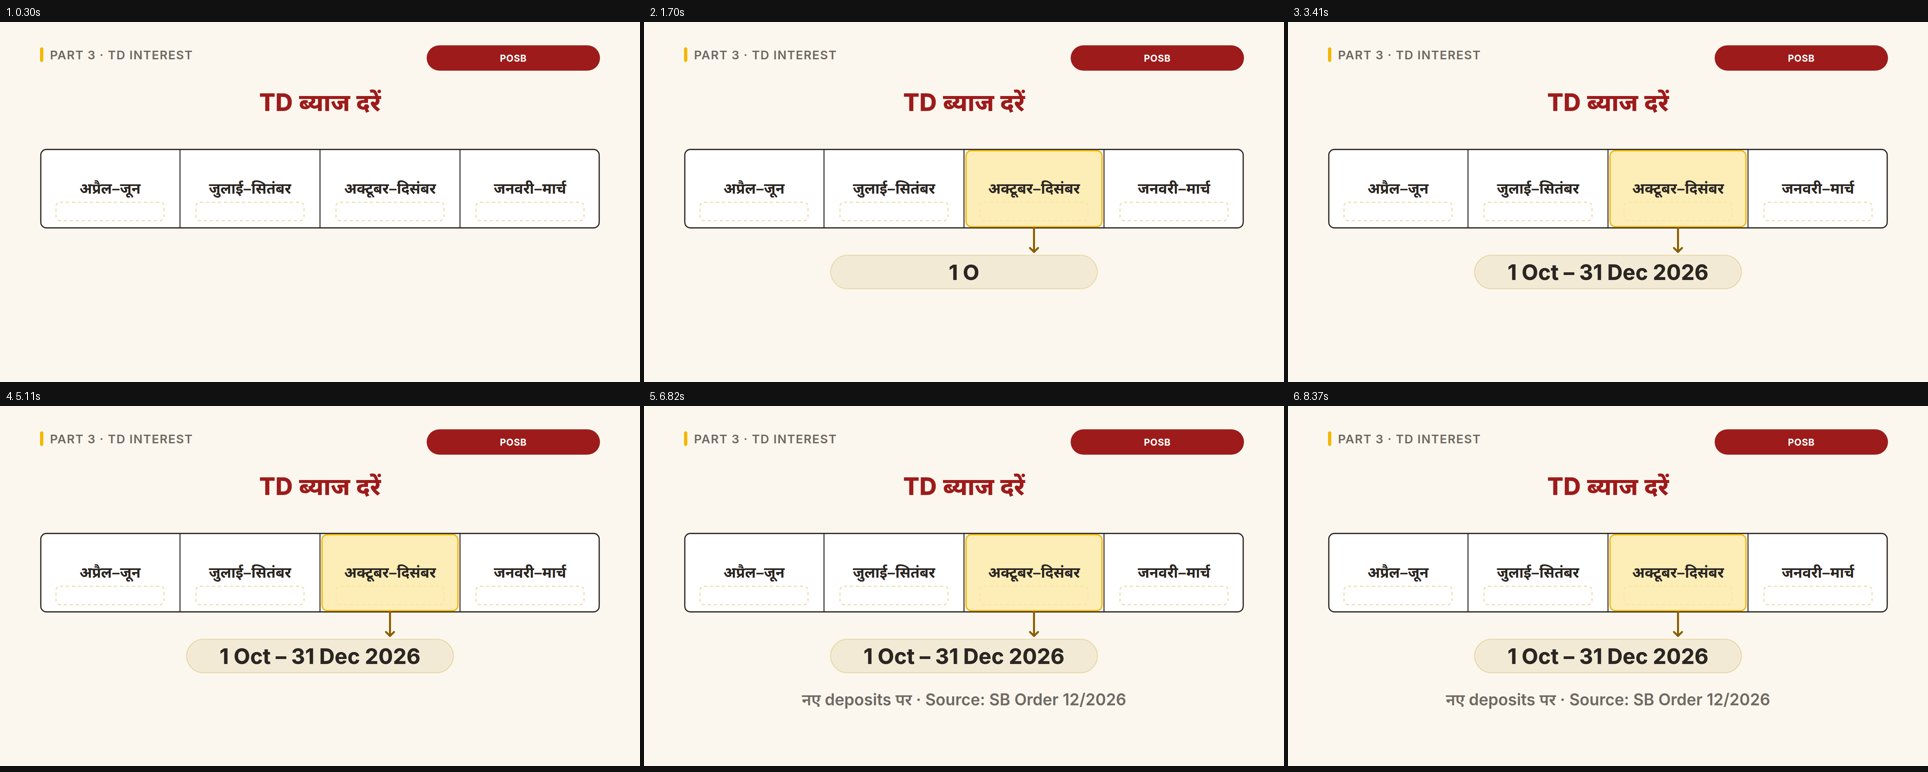 1. 0.30s
PART 3 · TD INTEREST
POSB
TD ब्याज दरें
अप्रैल–जून
जुलाई–सितंबर
अक्टूबर–दिसंबर
जनवरी–मार्च
2. 1.70s
PART 3 · TD INTEREST
POSB
TD ब्याज दरें
अप्रैल–जून
जुलाई–सितंबर
अक्टूबर–दिसंबर
जनवरी–मार्च
1 O
3. 3.41s
PART 3 · TD INTEREST
POSB
TD ब्याज दरें
अप्रैल–जून
जुलाई–सितंबर
अक्टूबर–दिसंबर
जनवरी–मार्च
1 Oct – 31 Dec 2026
4. 5.11s
PART 3 · TD INTEREST
POSB
TD ब्याज दरें
अप्रैल–जून
जुलाई–सितंबर
अक्टूबर–दिसंबर
जनवरी–मार्च
1 Oct – 31 Dec 2026
5. 6.82s
PART 3 · TD INTEREST
POSB
TD ब्याज दरें
अप्रैल–जून
जुलाई–सितंबर
अक्टूबर–दिसंबर
जनवरी–मार्च
1 Oct – 31 Dec 2026
नए deposits पर · Source: SB Order 12/2026
6. 8.37s
PART 3 · TD INTEREST
POSB
TD ब्याज दरें
अप्रैल–जून
जुलाई–सितंबर
अक्टूबर–दिसंबर
जनवरी–मार्च
1 Oct – 31 Dec 2026
नए deposits पर · Source: SB Order 12/2026